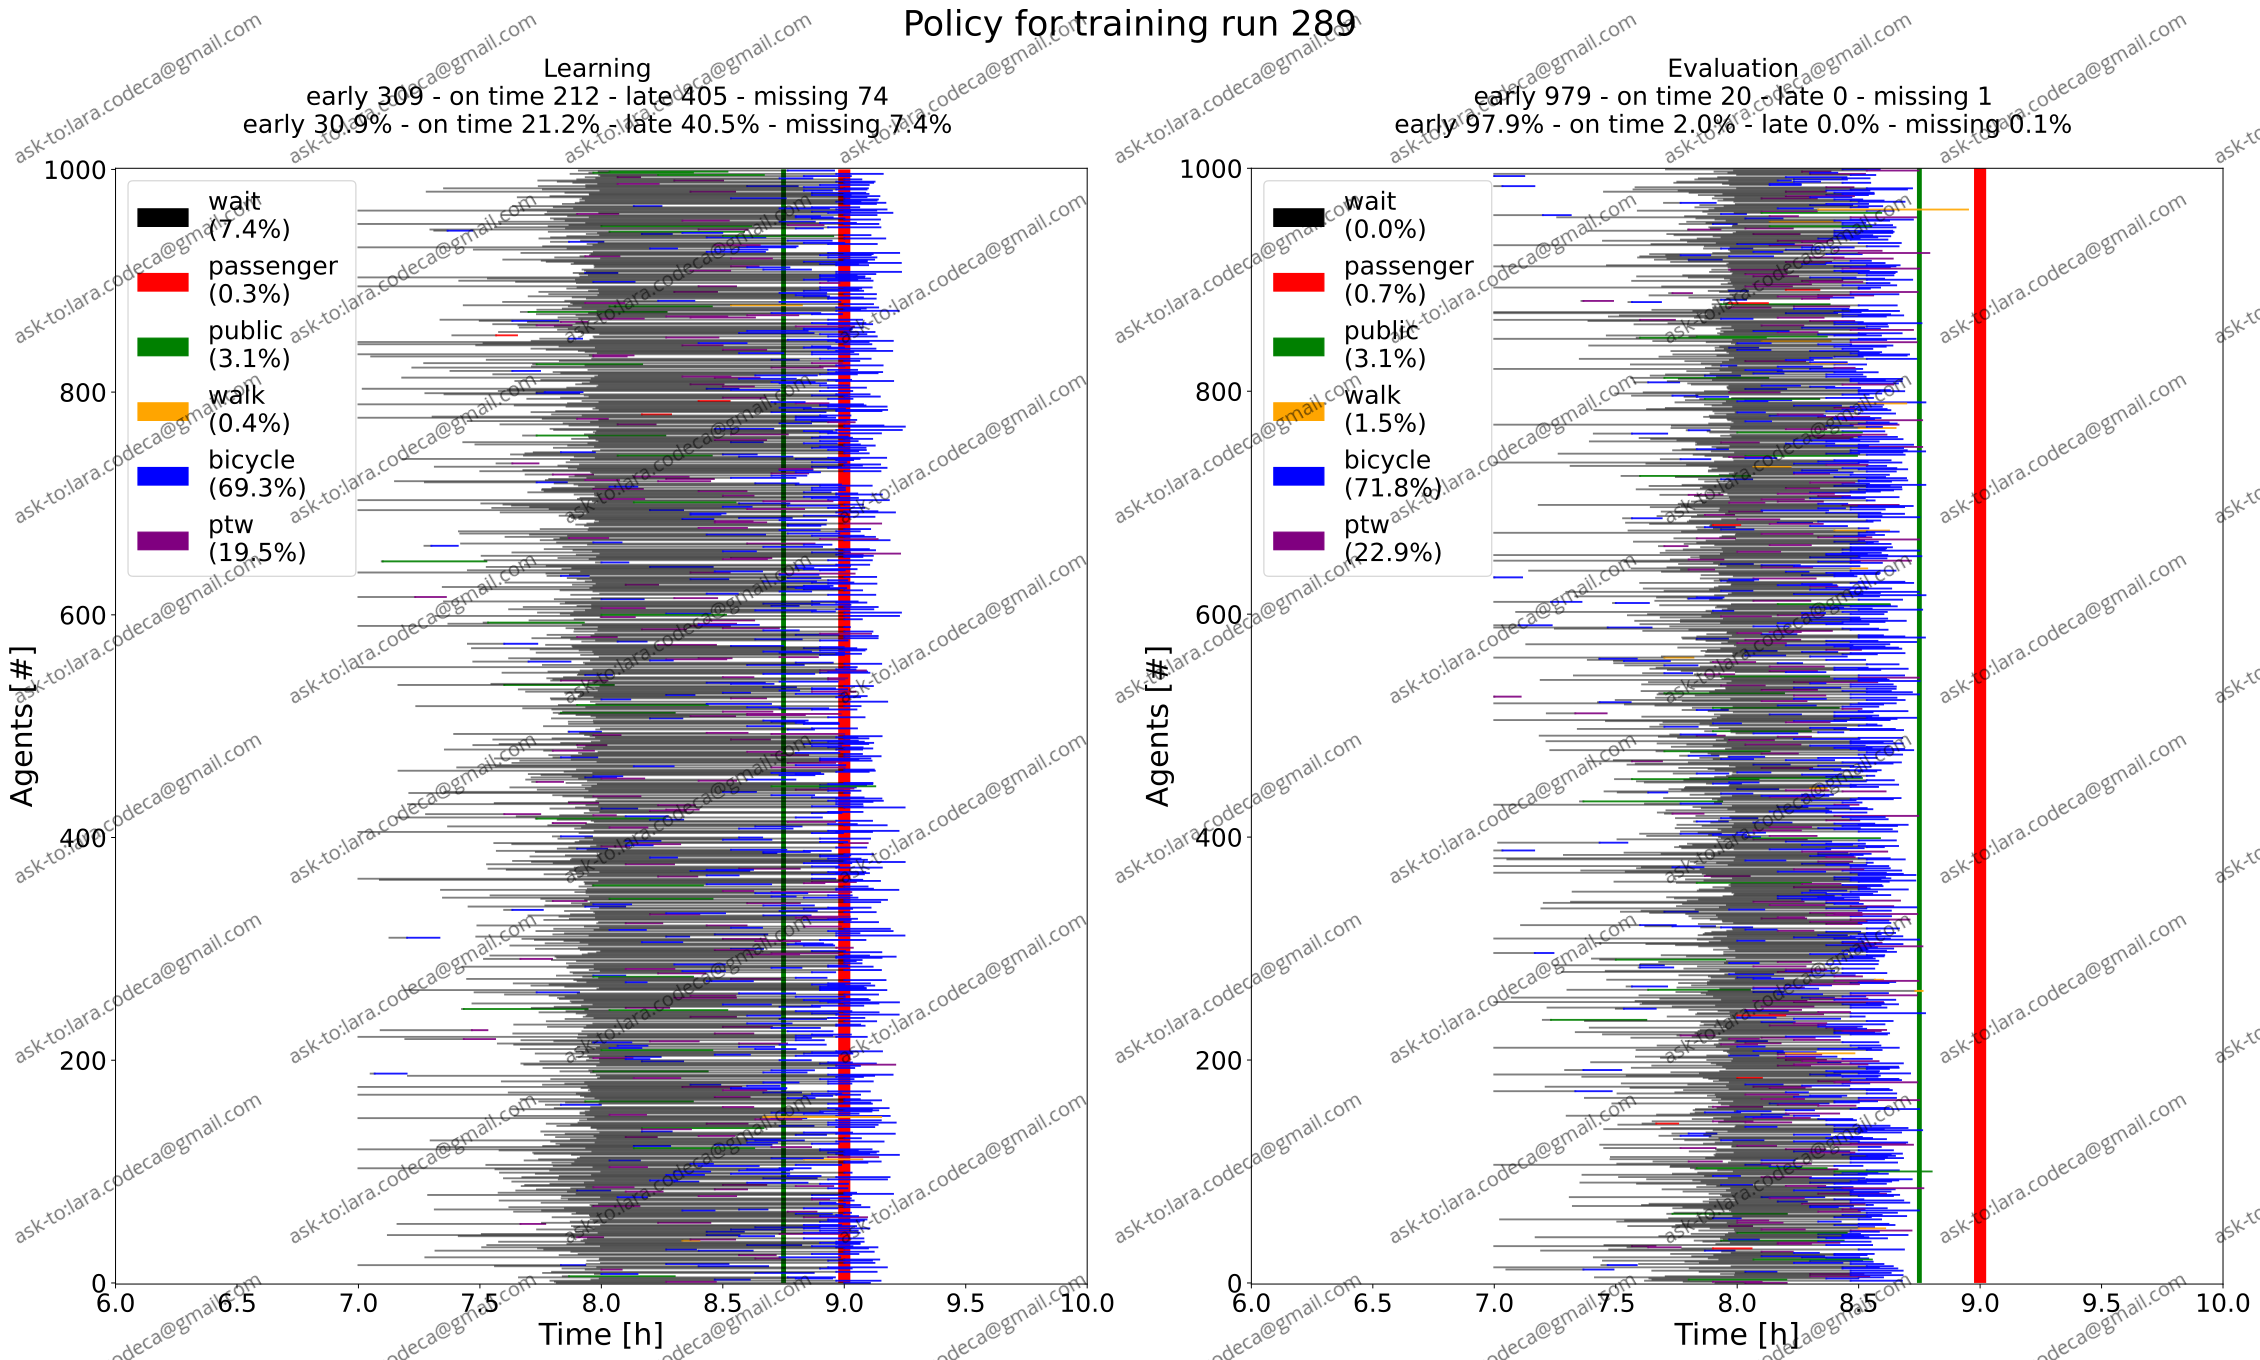 Policy for training run 289
Learning
early 309 - on time 212 - late 405 - missing 74
early 30.9% - on time 21.2% - late 40.5% - missing 7.4%
1000
800
600
400
200
0
Agents [#]
wait
(7.4%)
passenger
(0.3%)
public
(3.1%)
walk
(0.4%)
bicycle
(69.3%)
ptw
(19.5%)
6.0 6.5 7.0 7.5 8.0 8.5 9.0 9.5 10.0
Time [h]
Evaluation
early 979 - on time 20 - late 0 - missing 1
early 97.9% - on time 2.0% - late 0.0% - missing 0.1%
1000
800
600
400
200
0
Agents [#]
wait
(0.0%)
passenger
(0.7%)
public
(3.1%)
walk
(1.5%)
bicycle
(71.8%)
ptw
(22.9%)
6.0 6.5 7.0 7.5 8.0 8.5 9.0 9.5 10.0
Time [h]
ask-to:lara.codeca@gmail.com